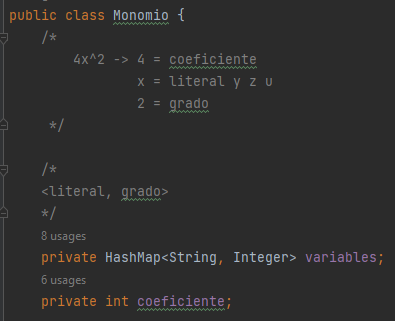 public class Monomio {
/*
4x^2 -> 4 = coeficiente
x = literal y z u
2 = grado
*/
/*
<literal, grado>
*/
8 usages
private HashMap<String, Integer> variables;
6 usages
private int coeficiente;